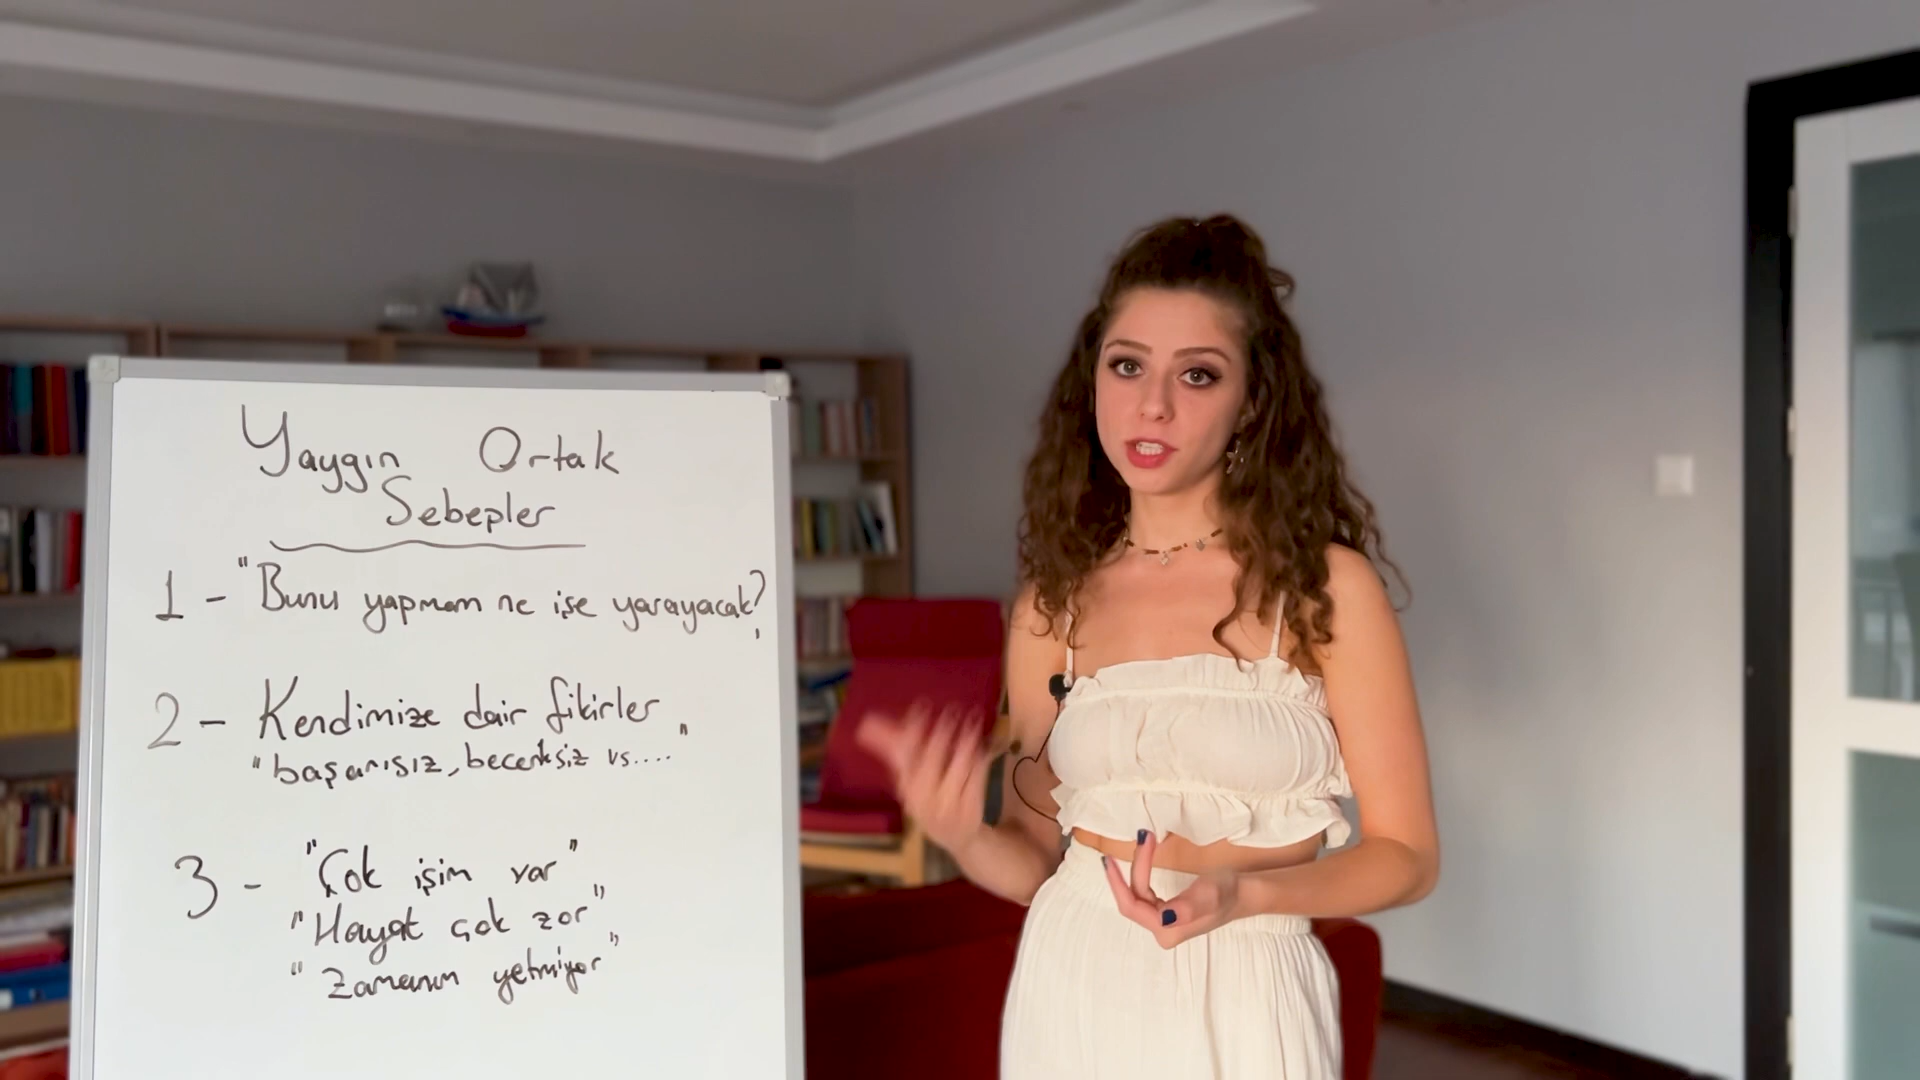 Yaygın Ortak
Sebepler
1 - "Bunu yapmam ne işe yarayacak?"
2 - Kendimize dair fikirler
"başarısız, beceriksiz vs...."
3 - "Çok işim var"
"Hayat çok zor"
"Zamanım yetmiyor"